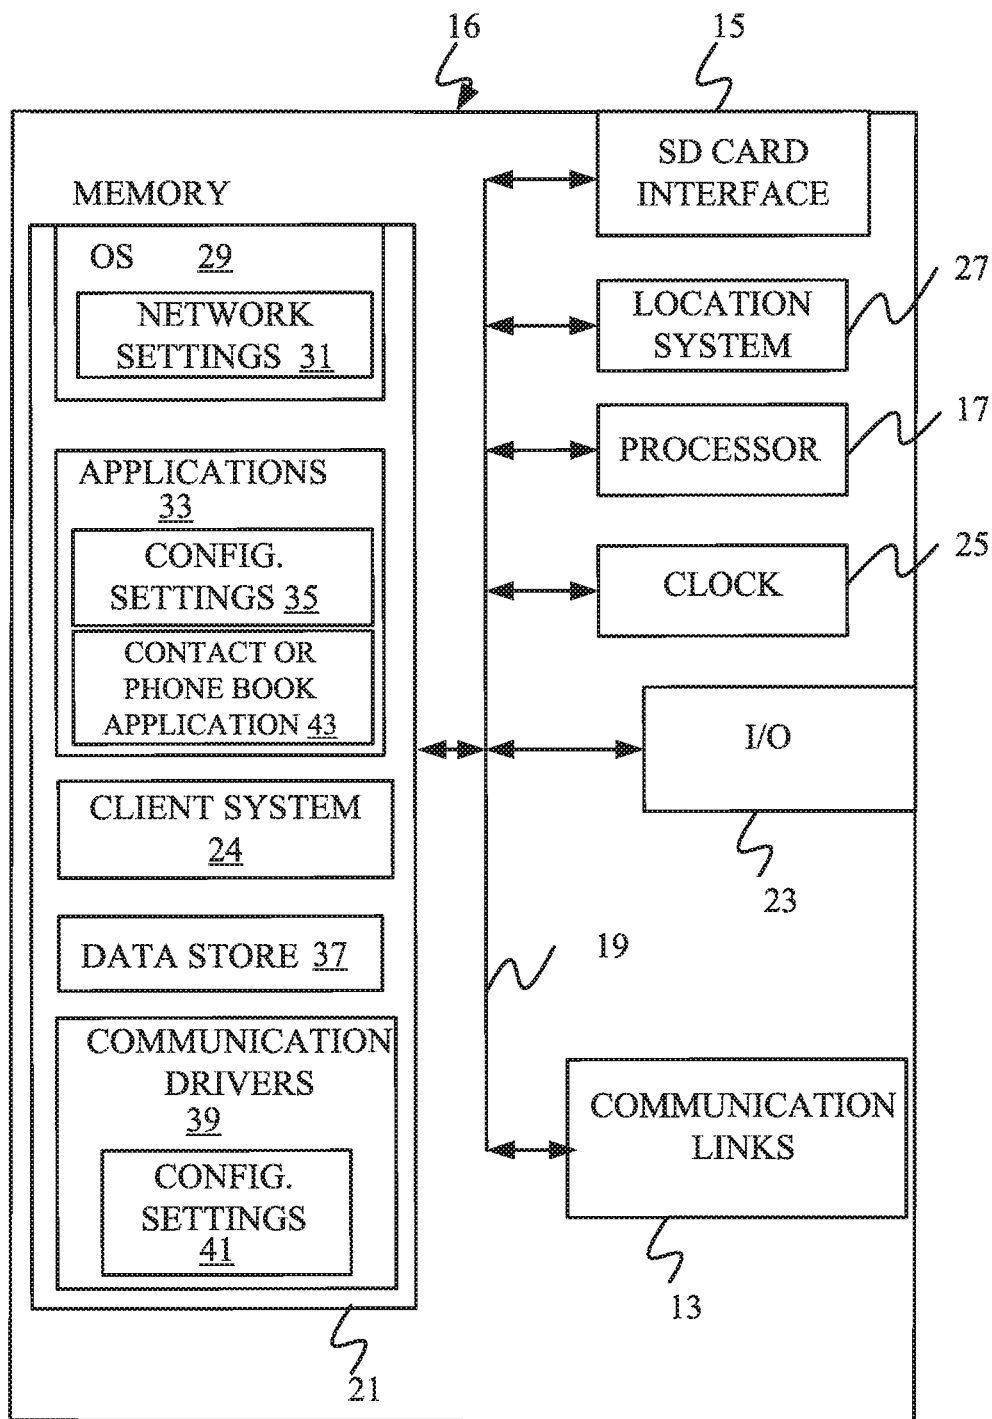 16
15
SD CARD
INTERFACE
MEMORY
OS 29
NETWORK
SETTINGS 31
27
LOCATION
SYSTEM
17
PROCESSOR
APPLICATIONS
33
CONFIG.
SETTINGS 35
25
CLOCK
CONTACT OR
PHONE BOOK
APPLICATION 43
I/O
CLIENT SYSTEM
24
23
DATA STORE 37
19
COMMUNICATION
DRIVERS
39
CONFIG.
SETTINGS
41
COMMUNICATION
LINKS
13
21